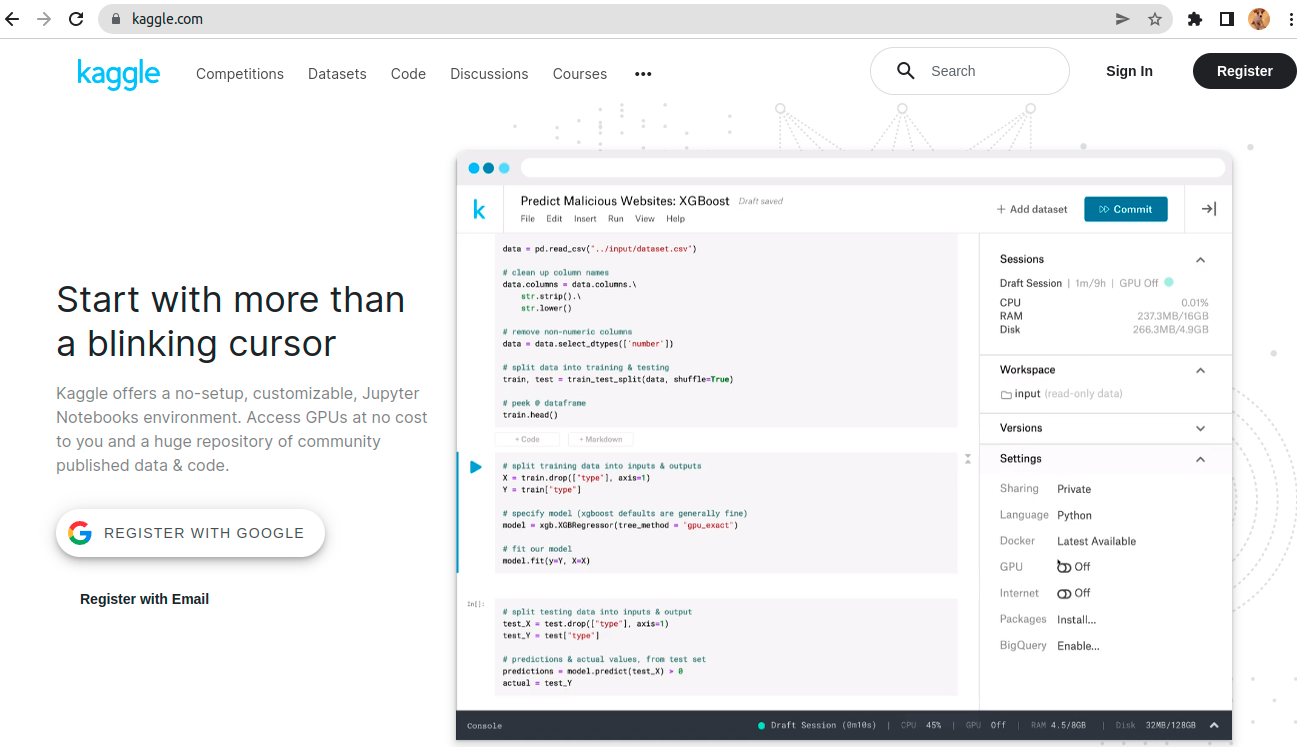 kaggle.com
kaggle
Competitions
Datasets
Code
Discussions
Courses
•••
Search
Sign In
Register
Start with more than
a blinking cursor
Kaggle offers a no-setup, customizable, Jupyter
Notebooks environment. Access GPUs at no cost
to you and a huge repository of community
published data & code.
REGISTER WITH GOOGLE
Register with Email
k
Predict Malicious Websites: XGBoost Draft saved
File Edit Insert Run View Help
+ Add dataset
Commit
data = pd.read_csv("../input/dataset.csv")
# clean up column names
data.columns = data.columns.\
str.strip().\
str.lower()
# remove non-numeric columns
data = data.select_dtypes(['number'])
# split data into training & testing
train, test = train_test_split(data, shuffle=True)
# peek @ dataframe
train.head()
+ Code
+ Markdown
# split training data into inputs & outputs
X = train.drop(["type"], axis=1)
Y = train["type"]
# specify model (xgboost defaults are generally fine)
model = xgb.XGBRegressor(tree_method = "gpu_exact")
# fit our model
model.fit(y=Y, X=X)
In[]:
# split testing data into inputs & output
test_X = test.drop(["type"], axis=1)
test_Y = test["type"]
# predictions & actual values, from test set
predictions = model.predict(test_X) > 0
actual = test_Y
Sessions
Draft Session | 1m/9h | GPU Off
CPU 0.01%
RAM 237.3MB/16GB
Disk 266.3MB/4.9GB
Workspace
input (read-only data)
Versions
Settings
Sharing Private
Language Python
Docker Latest Available
GPU Off
Internet Off
Packages Install...
BigQuery Enable...
Console
Draft Session (0m10s) | CPU 45% | GPU Off | RAM 4.5/8GB | Disk 32MB/128GB